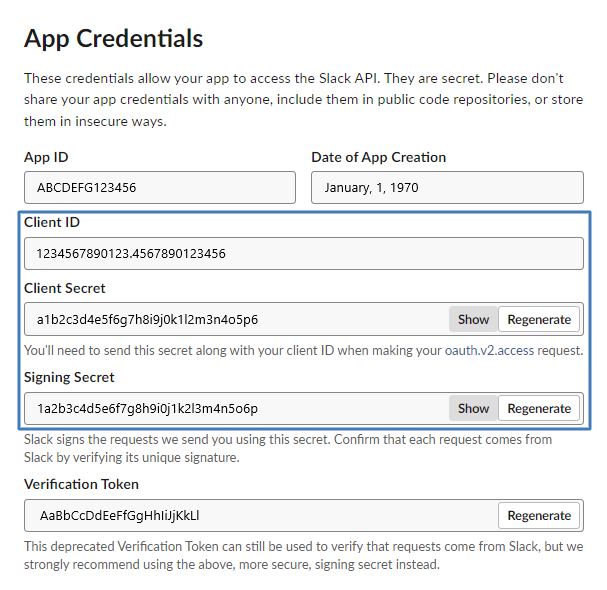 App Credentials
These credentials allow your app to access the Slack API. They are secret. Please don't
share your app credentials with anyone, include them in public code repositories, or store
them in insecure ways.
App ID
Date of App Creation
ABCDEFG123456
January, 1, 1970
Client ID
1234567890123.4567890123456
Client Secret
a1b2c3d4e5f6g7h8i9j0k1l2m3n4o5p6
Show
Regenerate
You'll need to send this secret along with your client ID when making your oauth.v2.access request.
Signing Secret
1a2b3c4d5e6f7g8h9i0j1k2l3m4n5o6p
Show
Regenerate
Slack signs the requests we send you using this secret. Confirm that each request comes from
Slack by verifying its unique signature.
Verification Token
AaBbCcDdEeFfGgHhIiJjKkLl
Regenerate
This deprecated Verification Token can still be used to verify that requests come from Slack, but we
strongly recommend using the above, more secure, signing secret instead.